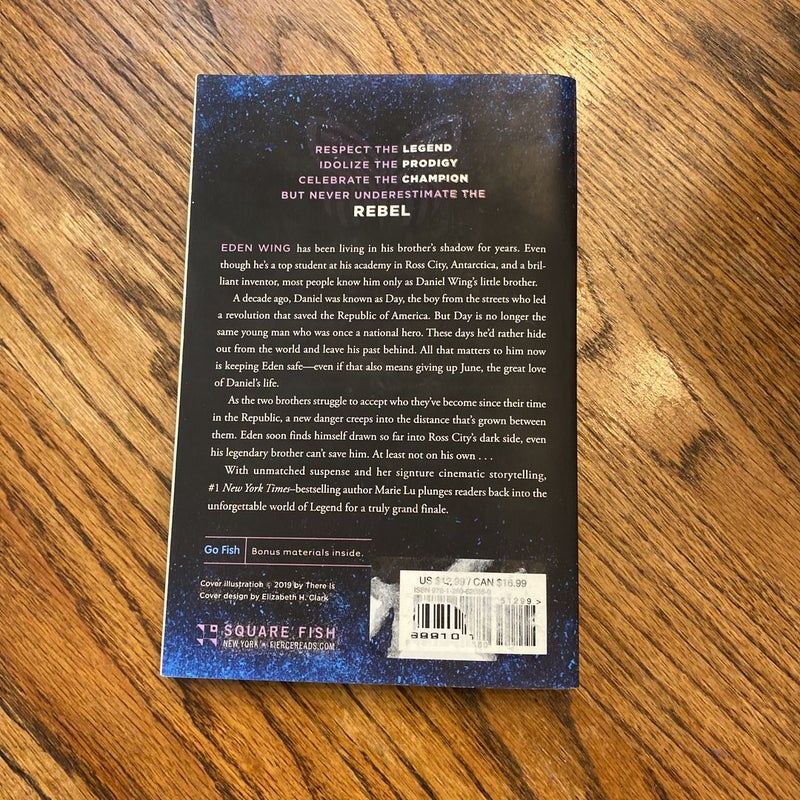 RESPECT THE LEGEND
IDOLIZE THE PRODIGY
CELEBRATE THE CHAMPION
BUT NEVER UNDERESTIMATE THE
REBEL
EDEN WING has been living in his brother's shadow for years. Even
though he's a top student at his academy in Ross City, Antarctica, and a bril-
liant inventor, most people know him only as Daniel Wing's little brother.
A decade ago, Daniel was known as Day, the boy from the streets who led
a revolution that saved the Republic of America. But Day is no longer the
same young man who was once a national hero. These days he'd rather hide
out from the world and leave his past behind. All that matters to him now
is keeping Eden safe—even if that also means giving up June, the great love
of Daniel's life.
As the two brothers struggle to accept who they've become since their time
in the Republic, a new danger creeps into the distance that's grown between
them. Eden soon finds himself drawn so far into Ross City's dark side, even
his legendary brother can't save him. At least not on his own . . .
With unmatched suspense and her signture cinematic storytelling,
#1 New York Times–bestselling author Marie Lu plunges readers back into the
unforgettable world of Legend for a truly grand finale.
Go Fish Bonus materials inside.
Cover illustration © 2019 by There Is
Cover design by Elizabeth H. Clark
SQUARE FISH
NEW YORK • FIERCEREADS.COM
US $12.99 / CAN $16.99
51299 >